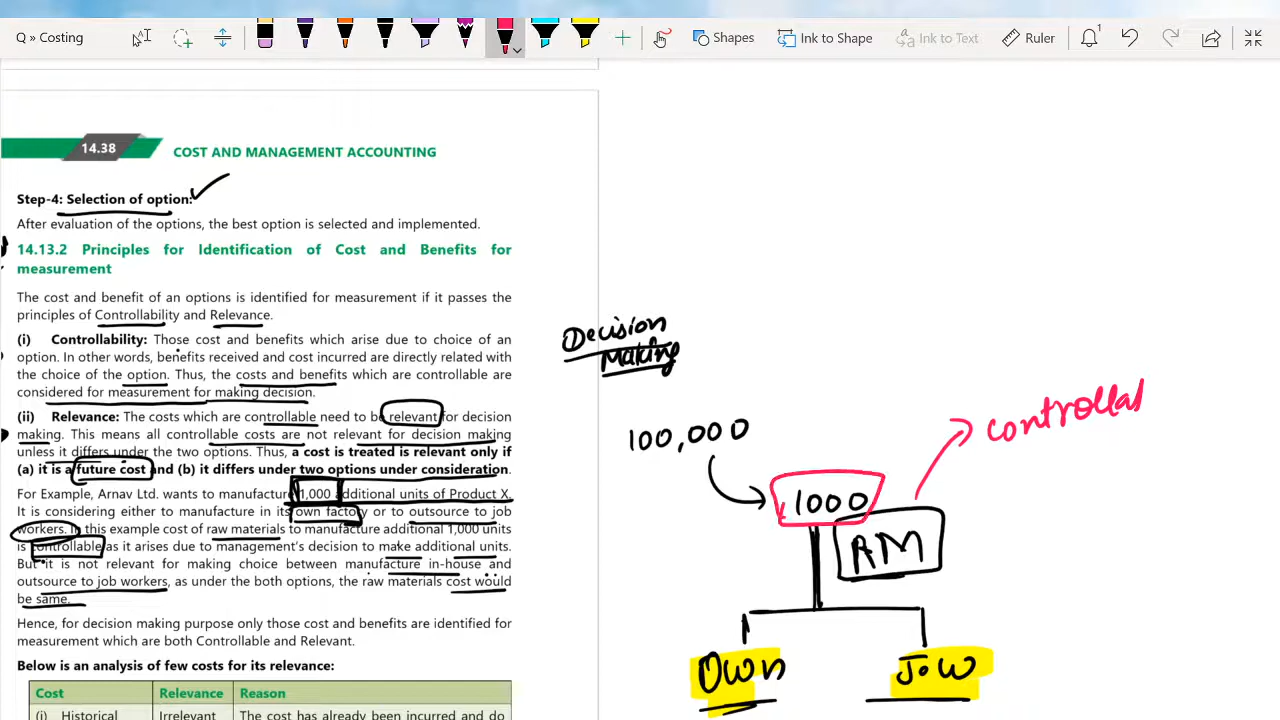 Q » Costing
Shapes
Ink to Shape
Ink to Text
Ruler
1
14.38
COST AND MANAGEMENT ACCOUNTING
Step-4: Selection of option:
After evaluation of the options, the best option is selected and implemented.
14.13.2 Principles for Identification of Cost and Benefits for
measurement
The cost and benefit of an options is identified for measurement if it passes the
principles of Controllability and Relevance.
(i) Controllability: Those cost and benefits which arise due to choice of an
option. In other words, benefits received and cost incurred are directly related with
the choice of the option. Thus, the costs and benefits which are controllable are
considered for measurement for making decision.
(ii) Relevance: The costs which are controllable need to be relevant for decision
making. This means all controllable costs are not relevant for decision making
unless it differs under the two options. Thus, a cost is treated is relevant only if
(a) it is a future cost and (b) it differs under two options under consideration.
For Example, Arnav Ltd. wants to manufacture 1,000 additional units of Product X.
It is considering either to manufacture in its own factory or to outsource to job
workers. In this example cost of raw materials to manufacture additional 1,000 units
is controllable as it arises due to management's decision to make additional units.
But it is not relevant for making choice between manufacture in-house and
outsource to job workers, as under the both options, the raw materials cost would
be same.
Hence, for decision making purpose only those cost and benefits are identified for
measurement which are both Controllable and Relevant.
Below is an analysis of few costs for its relevance:
Cost Relevance Reason
(i) Historical Irrelevant The cost has already been incurred and do
Decision
Making
100,000
1000
RM
controllal
Own
J.W